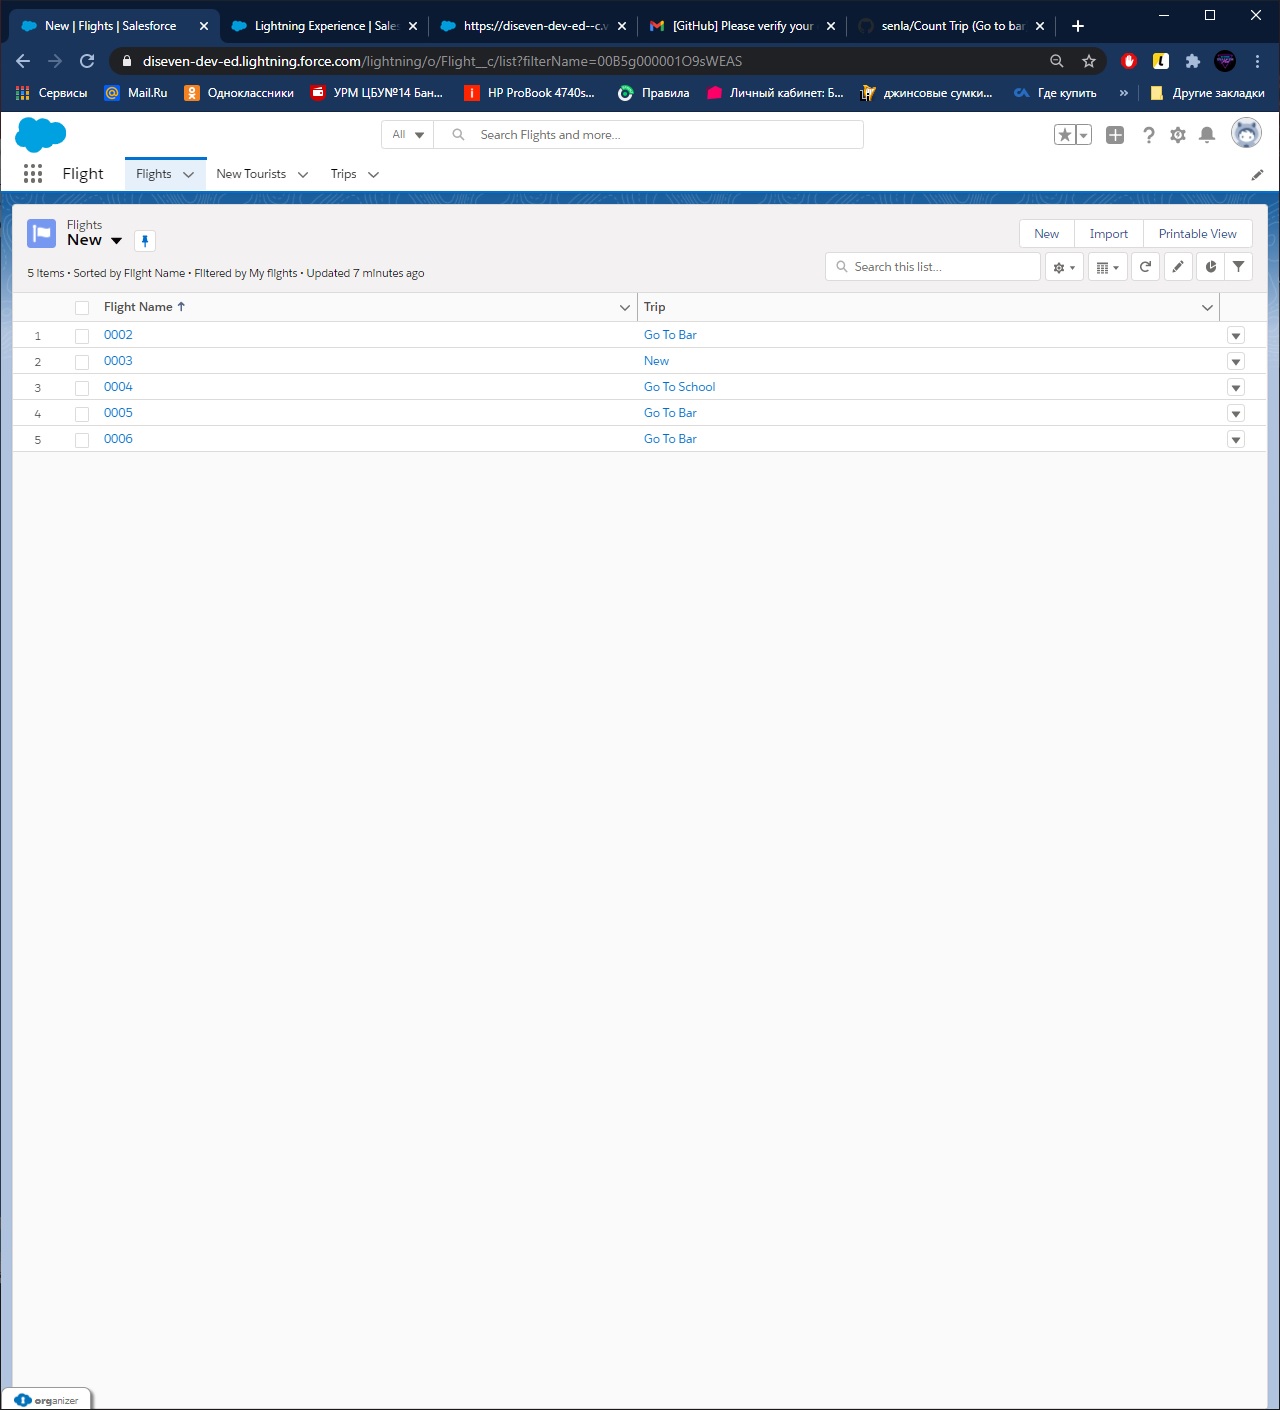 New | Flights | Salesforce
Lightning Experience | Sales
https://diseven-dev-ed--c.v
[GitHub] Please verify your
senla/Count Trip (Go to bar
diseven-dev-ed.lightning.force.com/lightning/o/Flight__c/list?filterName=00B5g000001O9sWEAS
Сервисы
Mail.Ru
Одноклассники
УРМ ЦБУ№14 Бан...
HP ProBook 4740s...
Правила
Личный кабинет: Б...
джинсовые сумки...
Где купить
»
Другие закладки
All
Search Flights and more...
Flight
Flights
New Tourists
Trips
Flights
New
New
Import
Printable View
5 items • Sorted by Flight Name • Filtered by My flights • Updated 7 minutes ago
Search this list...
Flight Name ↑
Trip
1 0002 Go To Bar
2 0003 New
3 0004 Go To School
4 0005 Go To Bar
5 0006 Go To Bar
organizer